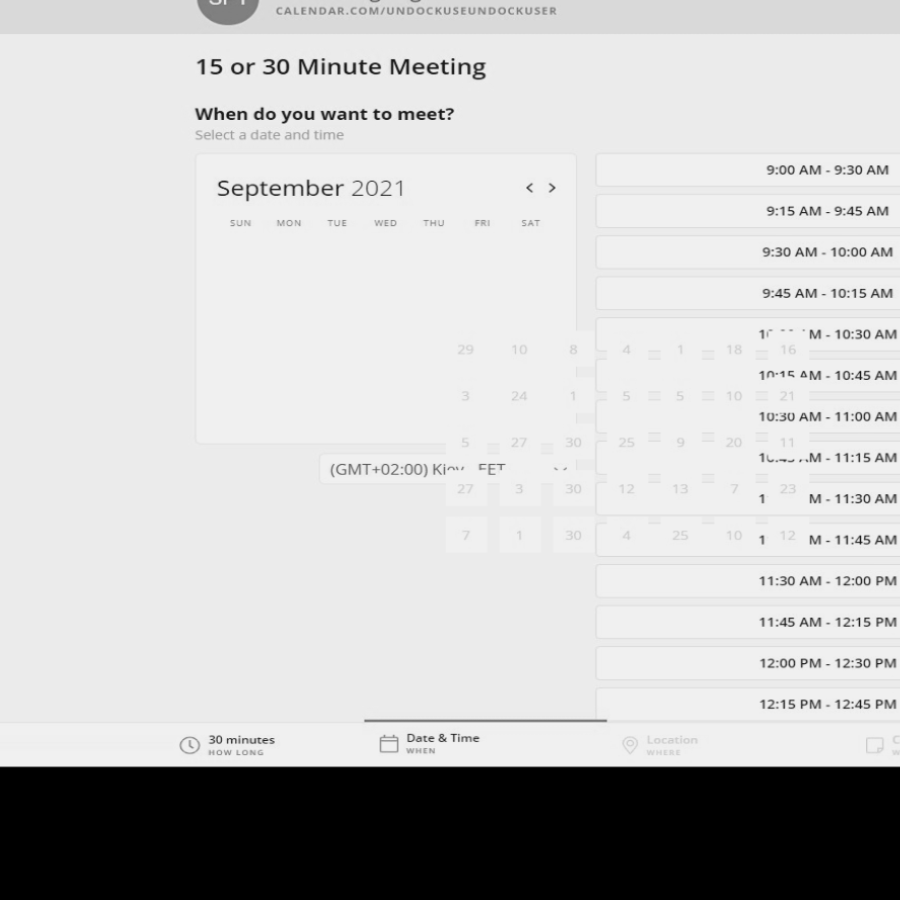 CALENDAR.COM/UNDOCKUSEUNDOCKUSER
15 or 30 Minute Meeting
When do you want to meet?
Select a date and time
September 2021
< >
SUN MON TUE WED THU FRI SAT
29 10 8 4 1 18 16
3 24 1 5 5 10 21
5 27 30 25 9 20 11
27 3 30 12 13 7 23
7 1 30 4 25 10 12
(GMT+02:00) EET
9:00 AM - 9:30 AM
9:15 AM - 9:45 AM
9:30 AM - 10:00 AM
9:45 AM - 10:15 AM
- 10:30 AM
10:15 AM - 10:45 AM
10:30 AM - 11:00 AM
- 11:15 AM
- 11:30 AM
- 11:45 AM
11:30 AM - 12:00 PM
11:45 AM - 12:15 PM
12:00 PM - 12:30 PM
12:15 PM - 12:45 PM
30 minutes
HOW LONG
Date & Time
WHEN
Location
WHERE